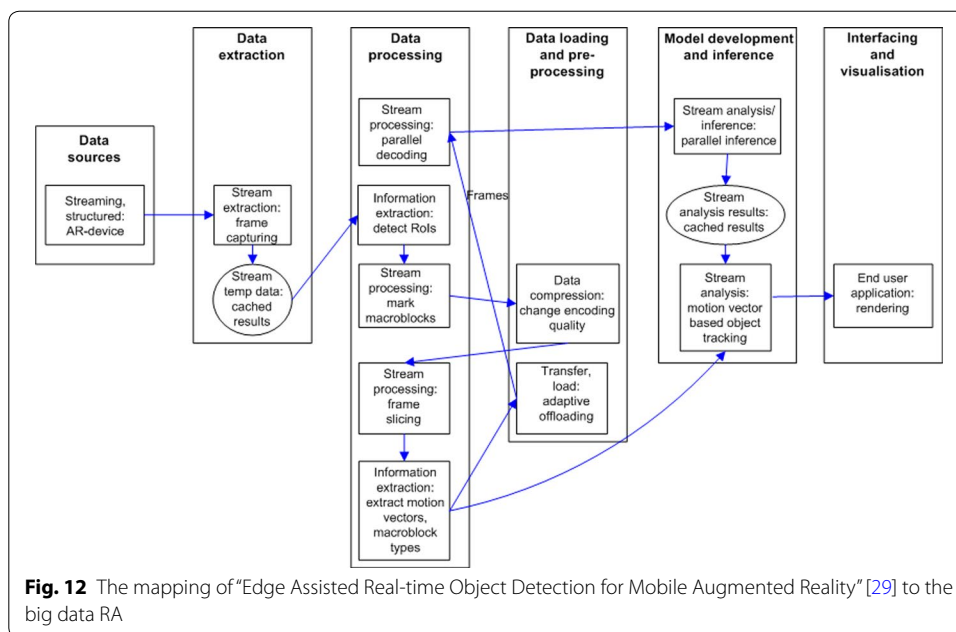 Data
extraction
Data
processing
Data loading
and pre-
processing
Model development
and inference
Interfacing
and
visualisation
Data
sources
Streaming,
structured:
AR-device
Stream
extraction:
frame
capturing
Stream
temp data:
cached
results
Stream
processing:
parallel
decoding
Information
extraction:
detect RoIs
Stream
processing:
mark
macroblocks
Stream
processing:
frame
slicing
Information
extraction:
extract motion
vectors,
macroblock
types
Frames
Data
compression:
change encoding
quality
Transfer,
load:
adaptive
offloading
Stream analysis/
inference:
parallel inference
Stream
analysis results:
cached results
Stream
analysis:
motion vector
based object
tracking
End user
application:
rendering
Fig. 12 The mapping of “Edge Assisted Real-time Object Detection for Mobile Augmented Reality” [29] to the
big data RA